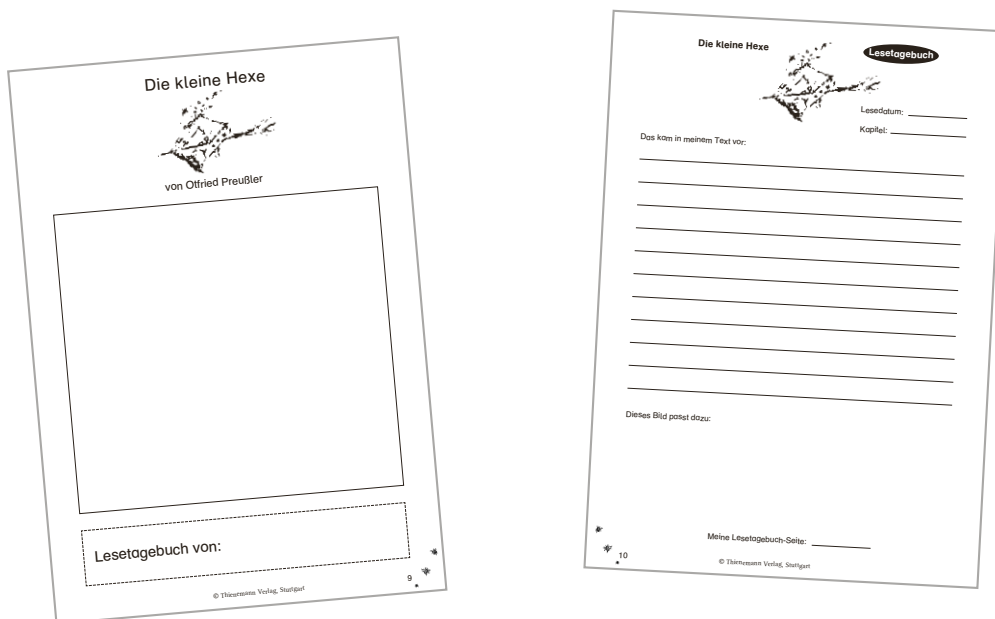 Die kleine Hexe
von Otfried Preußler
Lesetagebuch von:
9
© Thienemann Verlag, Stuttgart
Die kleine Hexe
Lesetagebuch
Lesedatum:
Kapitel:
Das kam in meinem Text vor:
Dieses Bild passt dazu:
Meine Lesetagebuch-Seite:
10
© Thienemann Verlag, Stuttgart